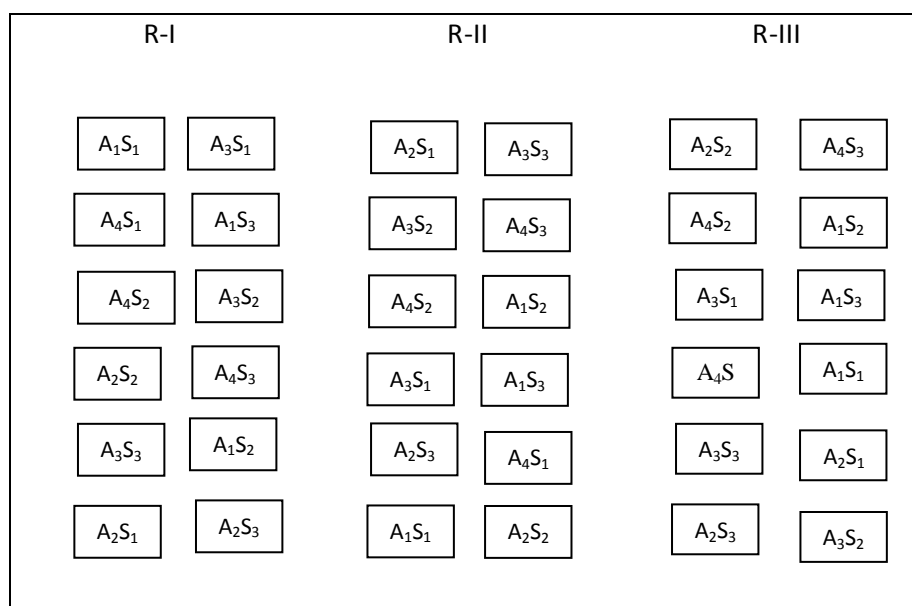 R-I R-II R-III
A₁S₁ A₃S₁ A₂S₁ A₃S₃ A₂S₂ A₄S₃
A₄S₁ A₁S₃ A₃S₂ A₄S₃ A₄S₂ A₁S₂
A₄S₂ A₃S₂ A₄S₂ A₁S₂ A₃S₁ A₁S₃
A₂S₂ A₄S₃ A₃S₁ A₁S₃ A₄S A₁S₁
A₃S₃ A₁S₂ A₂S₃ A₄S₁ A₃S₃ A₂S₁
A₂S₁ A₂S₃ A₁S₁ A₂S₂ A₂S₃ A₃S₂